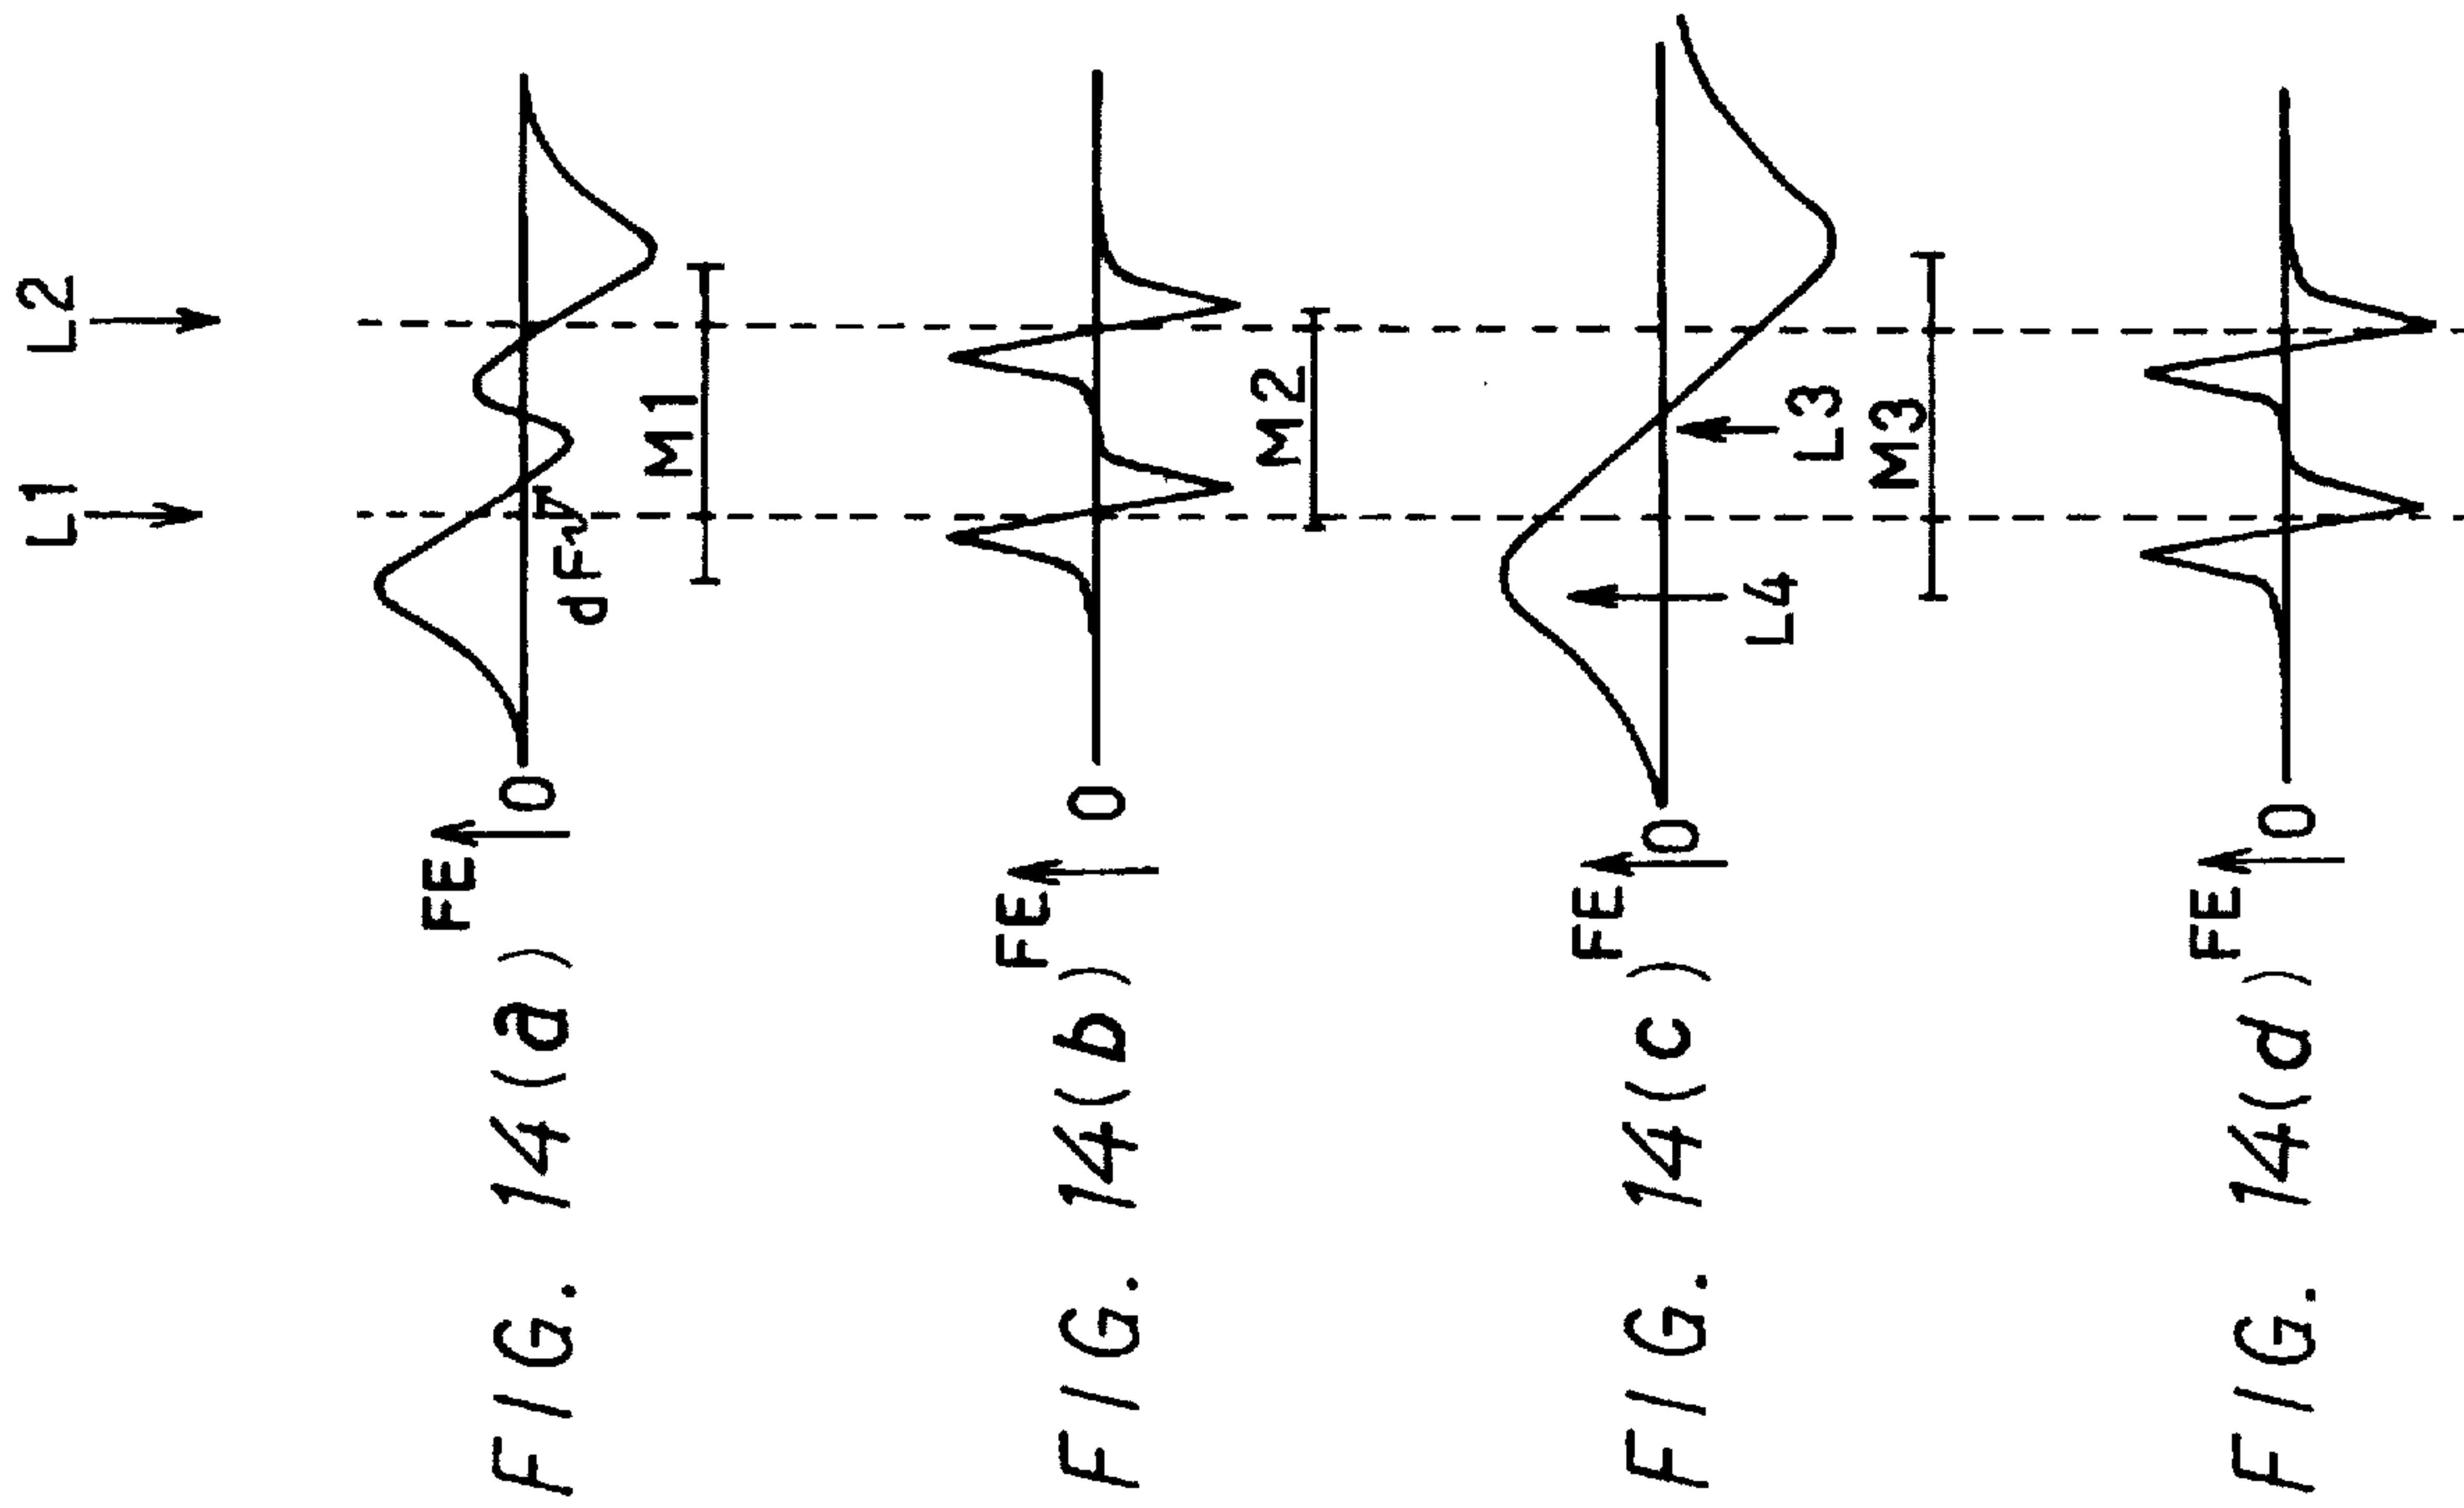 L1
L2
FIG. 14(a)
FE
0
dF
M1
FIG. 14(b)
FE
0
M2
FIG. 14(c)
FE
0
L4
L3
M3
FIG. 14(d)
FE
0